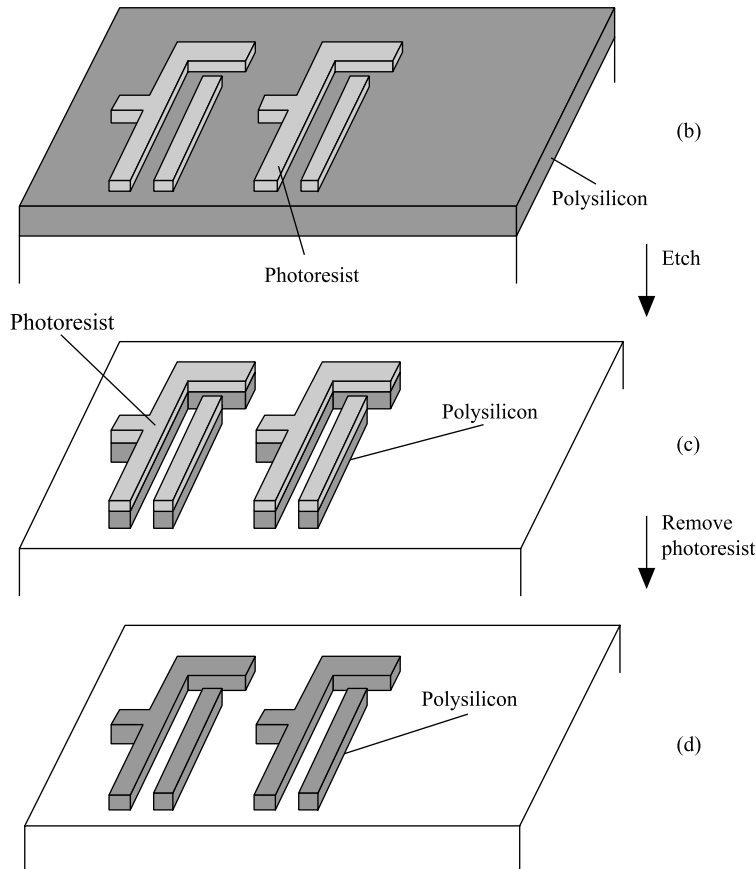 (b)
Polysilicon
Photoresist
Etch
Photoresist
Polysilicon
(c)
Remove
photoresist
Polysilicon
(d)